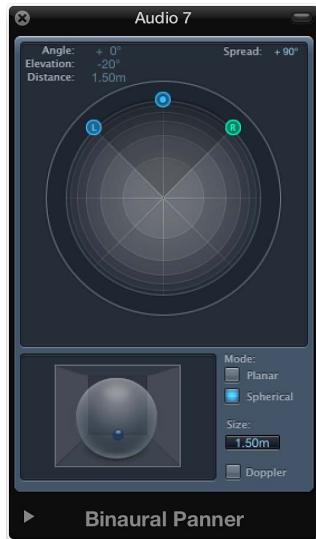 Audio 7
Angle: + 0° Spread: + 90°
Elevation: -20°
Distance: 1.50m
L R
Mode:
Planar
Spherical
Size:
1.50m
Doppler
Binaural Panner